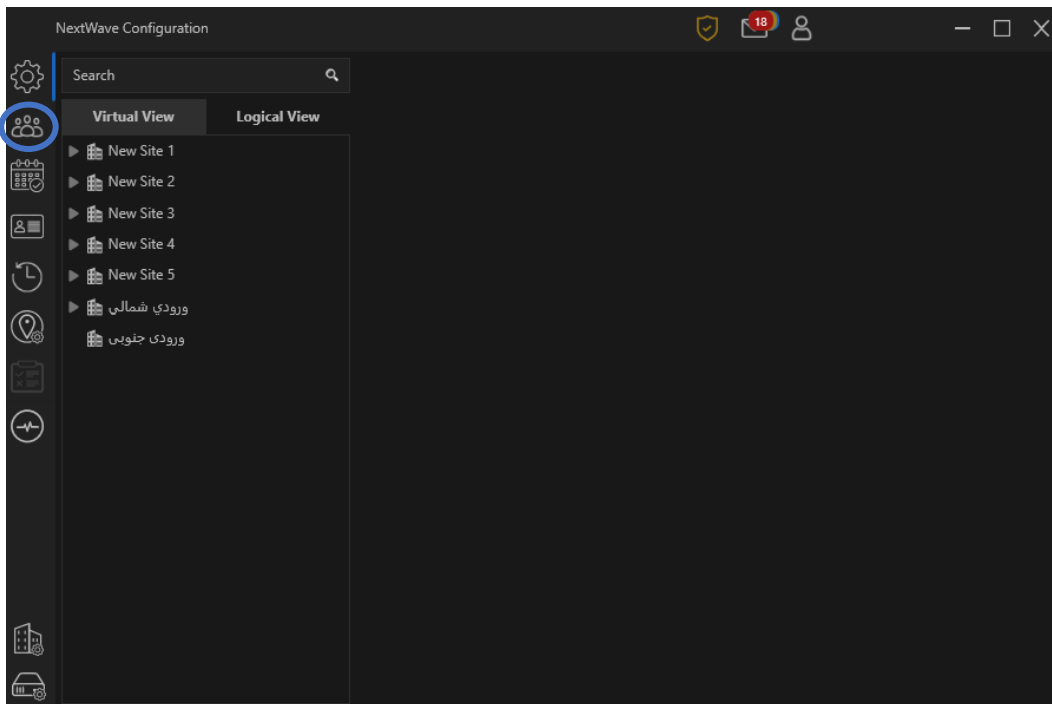 NextWave Configuration
18
Search
Virtual View
Logical View
New Site 1
New Site 2
New Site 3
New Site 4
New Site 5
ورودي شمالی
ورودی جنوبی